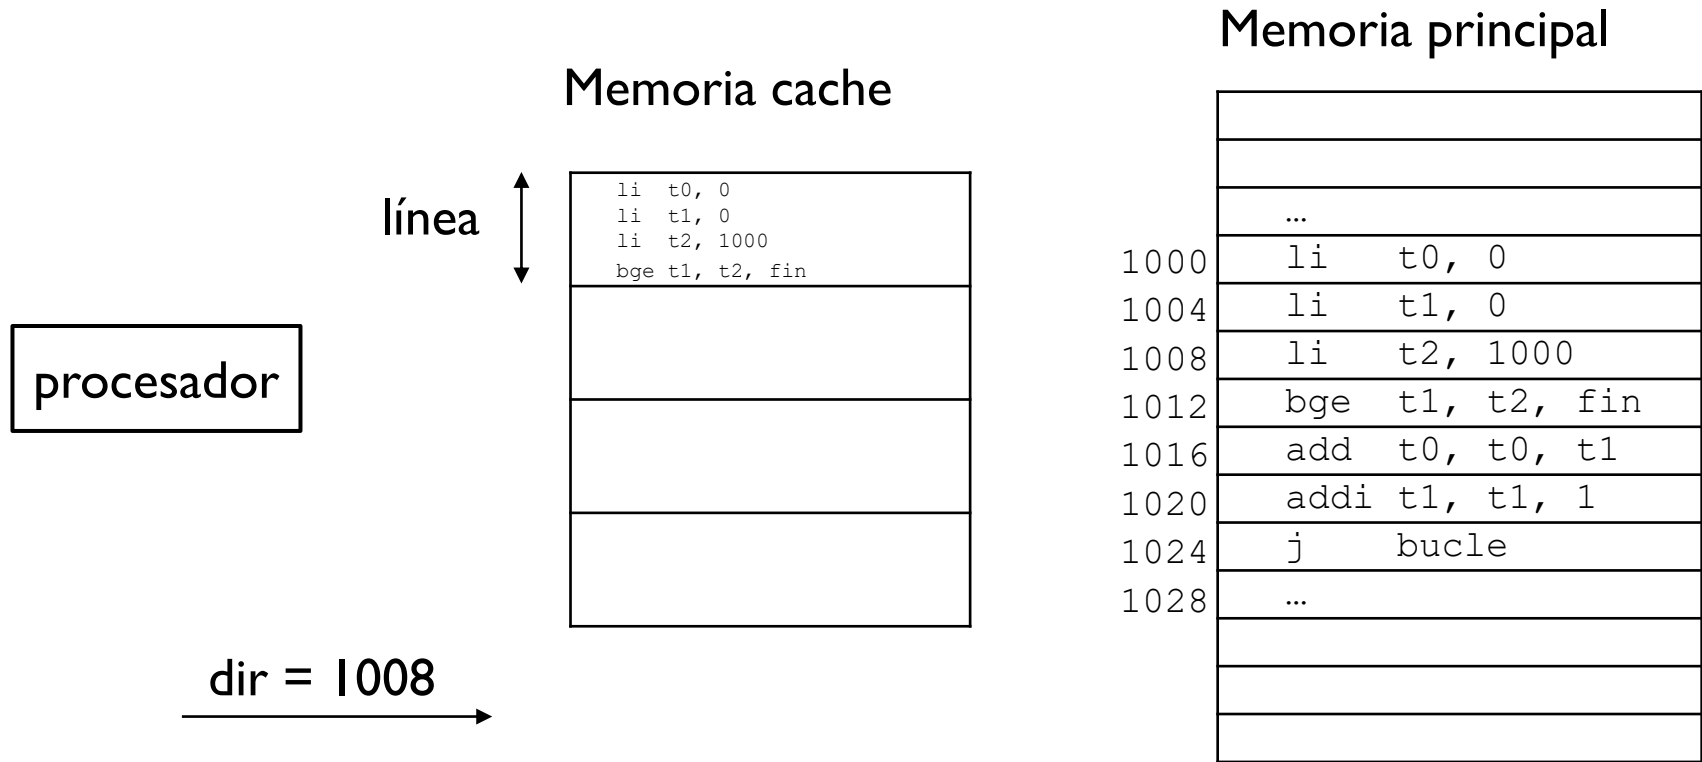 Memoria principal
Memoria cache
línea
li t0, 0
li t1, 0
li t2, 1000
bge t1, t2, fin
procesador
dir = 1008
…
1000 li t0, 0
1004 li t1, 0
1008 li t2, 1000
1012 bge t1, t2, fin
1016 add t0, t0, t1
1020 addi t1, t1, 1
1024 j bucle
1028 …